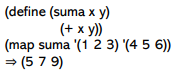 (define (suma x y)
(+ x y))
(map suma '(1 2 3) '(4 5 6))
⇒ (5 7 9)